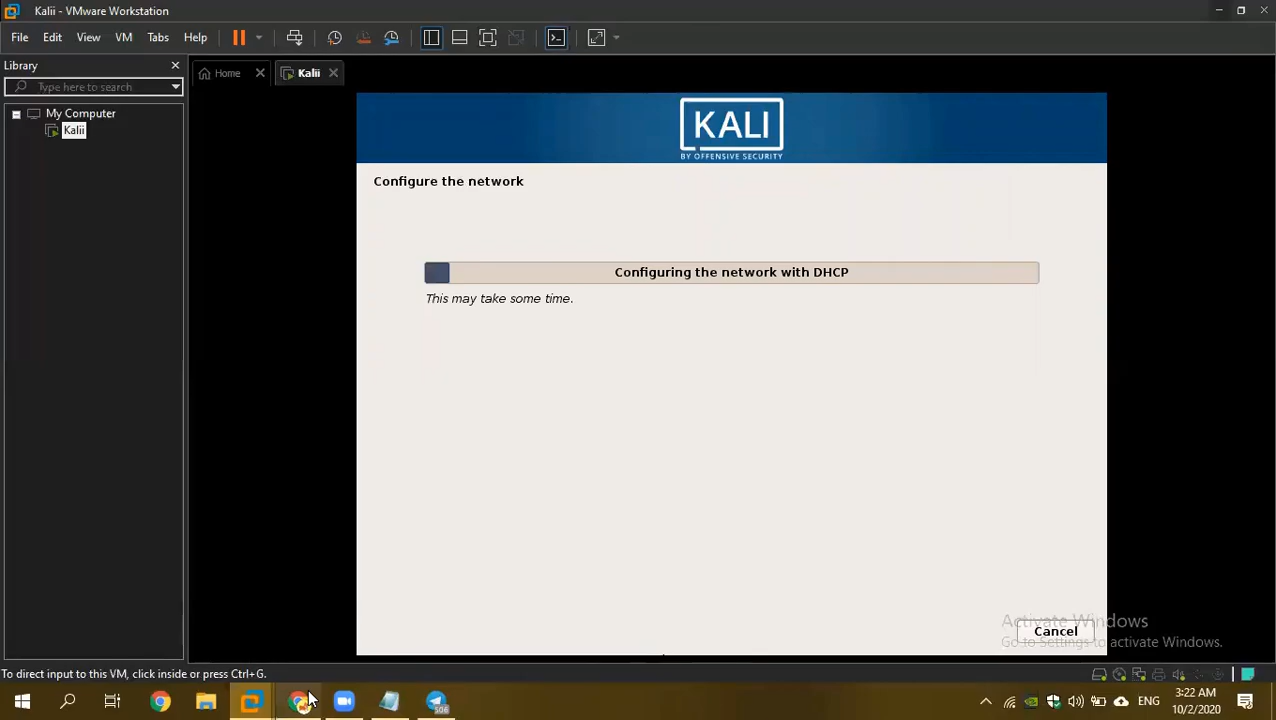 Kalii - VMware Workstation
File Edit View VM Tabs Help
Library
Type here to search
My Computer
Kalii
Home
Kalii
KALI
BY OFFENSIVE SECURITY
Configure the network
Configuring the network with DHCP
This may take some time.
Cancel
Activate Windows
Go to Settings to activate Windows.
To direct input to this VM, click inside or press Ctrl+G.
506
ENG
3:22 AM
10/2/2020